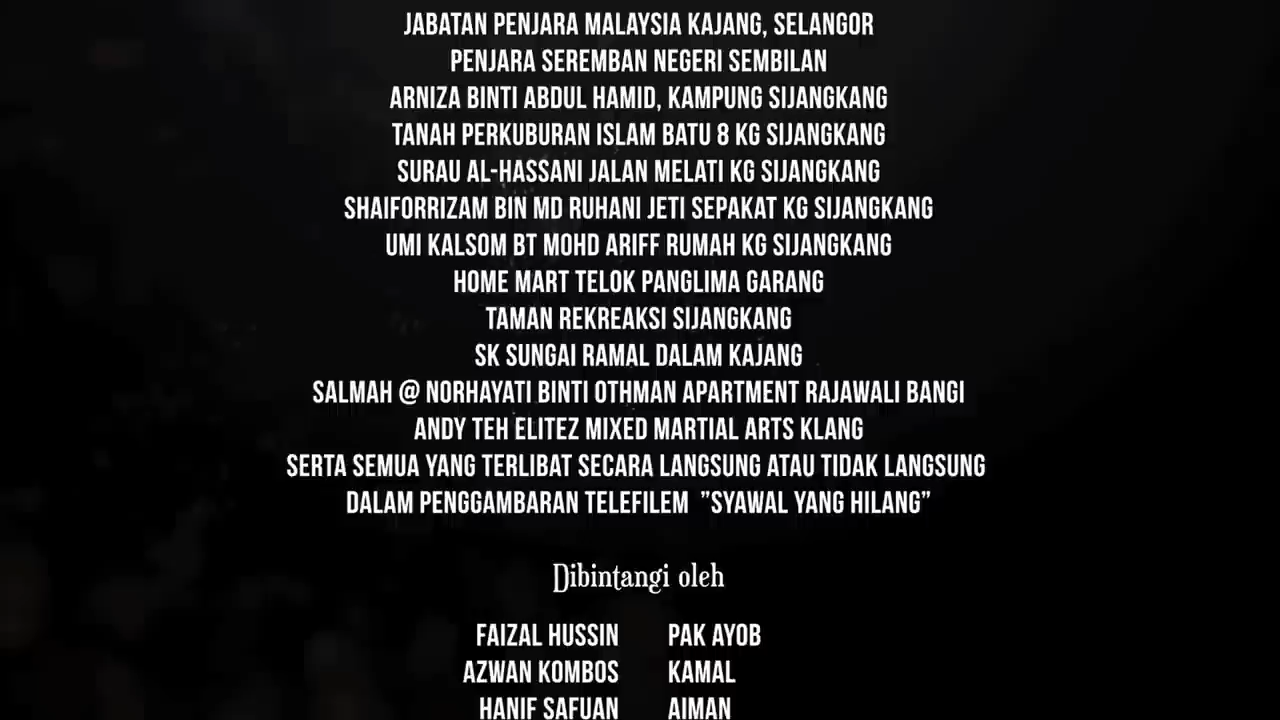 JABATAN PENJARA MALAYSIA KAJANG, SELANGOR
PENJARA SEREMBAN NEGERI SEMBILAN
ARNIZA BINTI ABDUL HAMID, KAMPUNG SIJANGKANG
TANAH PERKUBURAN ISLAM BATU 8 KG SIJANGKANG
SURAU AL-HASSANI JALAN MELATI KG SIJANGKANG
SHAIFORRIZAM BIN MD RUHANI JETI SEPAKAT KG SIJANGKANG
UMI KALSOM BT MOHD ARIFF RUMAH KG SIJANGKANG
HOME MART TELOK PANGLIMA GARANG
TAMAN REKREAKSI SIJANGKANG
SK SUNGAI RAMAL DALAM KAJANG
SALMAH @ NORHAYATI BINTI OTHMAN APARTMENT RAJAWALI BANGI
ANDY TEH ELITEZ MIXED MARTIAL ARTS KLANG
SERTA SEMUA YANG TERLIBAT SECARA LANGSUNG ATAU TIDAK LANGSUNG
DALAM PENGGAMBARAN TELEFILEM ”SYAWAL YANG HILANG”
Dibintangi oleh
FAIZAL HUSSIN PAK AYOB
AZWAN KOMBOS KAMAL
HANIF SAFUAN AIMAN